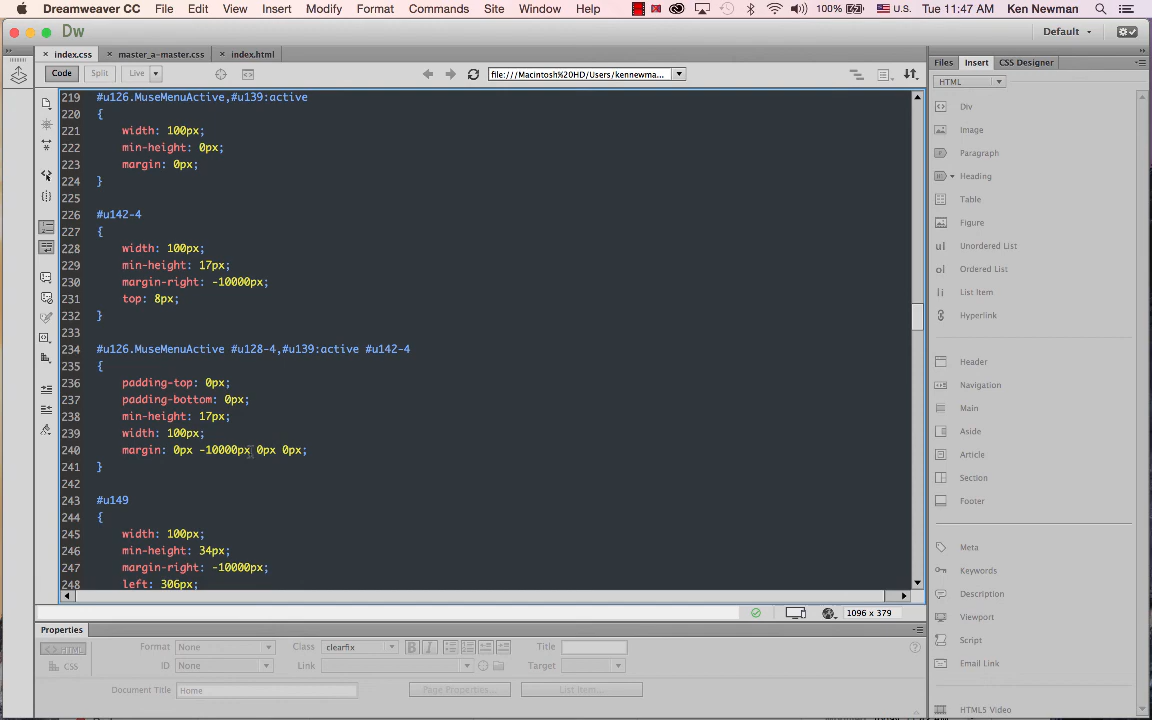 Dreamweaver CC File Edit View Insert Modify Format Commands Site Window Help 100% U.S. Tue 11:47 AM Ken Newman
Dw Default
index.css master_a-master.css index.html
Code Split Live file:///Macintosh%20HD/Users/kennewma...
219 #u126.MuseMenuActive,#u139:active
220 {
221 width: 100px;
222 min-height: 0px;
223 margin: 0px;
224 }
225
226 #u142-4
227 {
228 width: 100px;
229 min-height: 17px;
230 margin-right: -10000px;
231 top: 8px;
232 }
233
234 #u126.MuseMenuActive #u128-4,#u139:active #u142-4
235 {
236 padding-top: 0px;
237 padding-bottom: 0px;
238 min-height: 17px;
239 width: 100px;
240 margin: 0px -10000px 0px 0px;
241 }
242
243 #u149
244 {
245 width: 100px;
246 min-height: 34px;
247 margin-right: -10000px;
248 left: 306px;
1096 x 379
Properties
HTML Format None Class clearfix B I Title
CSS ID None Link Target
Document Title Home Page Properties... List Item...
Files Insert CSS Designer
HTML
Div
Image
Paragraph
Heading
Table
Figure
ul Unordered List
ol Ordered List
li List Item
Hyperlink
Header
Navigation
Main
Aside
Article
Section
Footer
Meta
Keywords
Description
Viewport
Script
Email Link
HTML5 Video